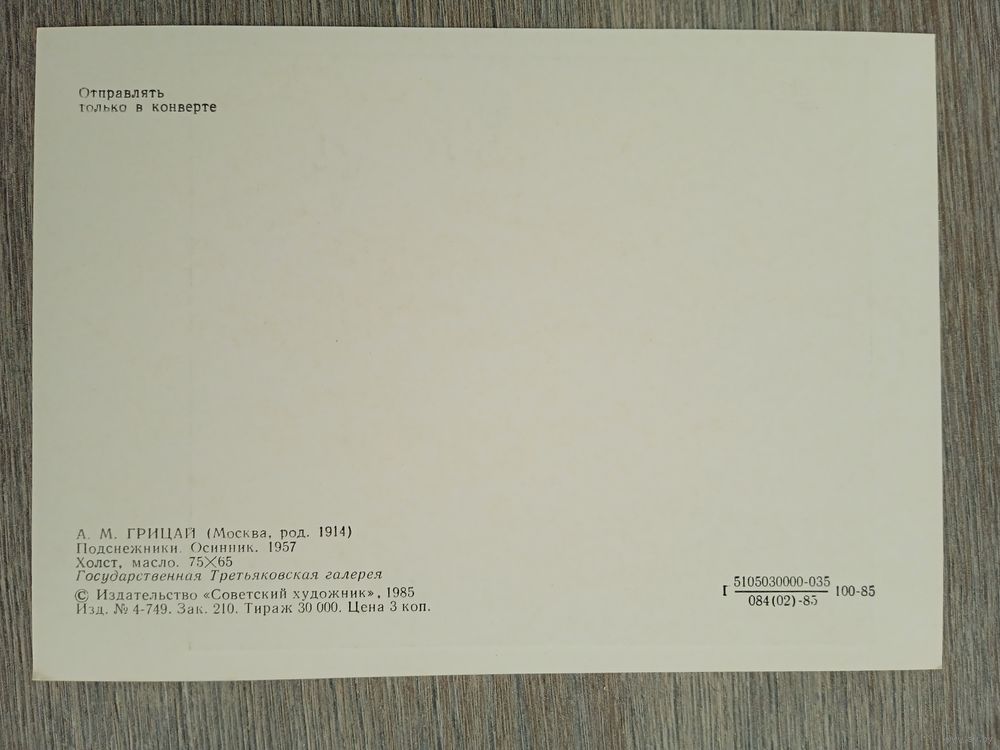 Отправлять
только в конверте
А. М. ГРИЦАЙ (Москва, род. 1914)
Подснежники. Осинник. 1957
Холст, масло. 75×65
Государственная Третьяковская галерея
© Издательство «Советский художник», 1985
Изд. № 4-749. Зак. 210. Тираж 30 000. Цена 3 коп.
Г 5105030000-035 100-85
084(02)-85